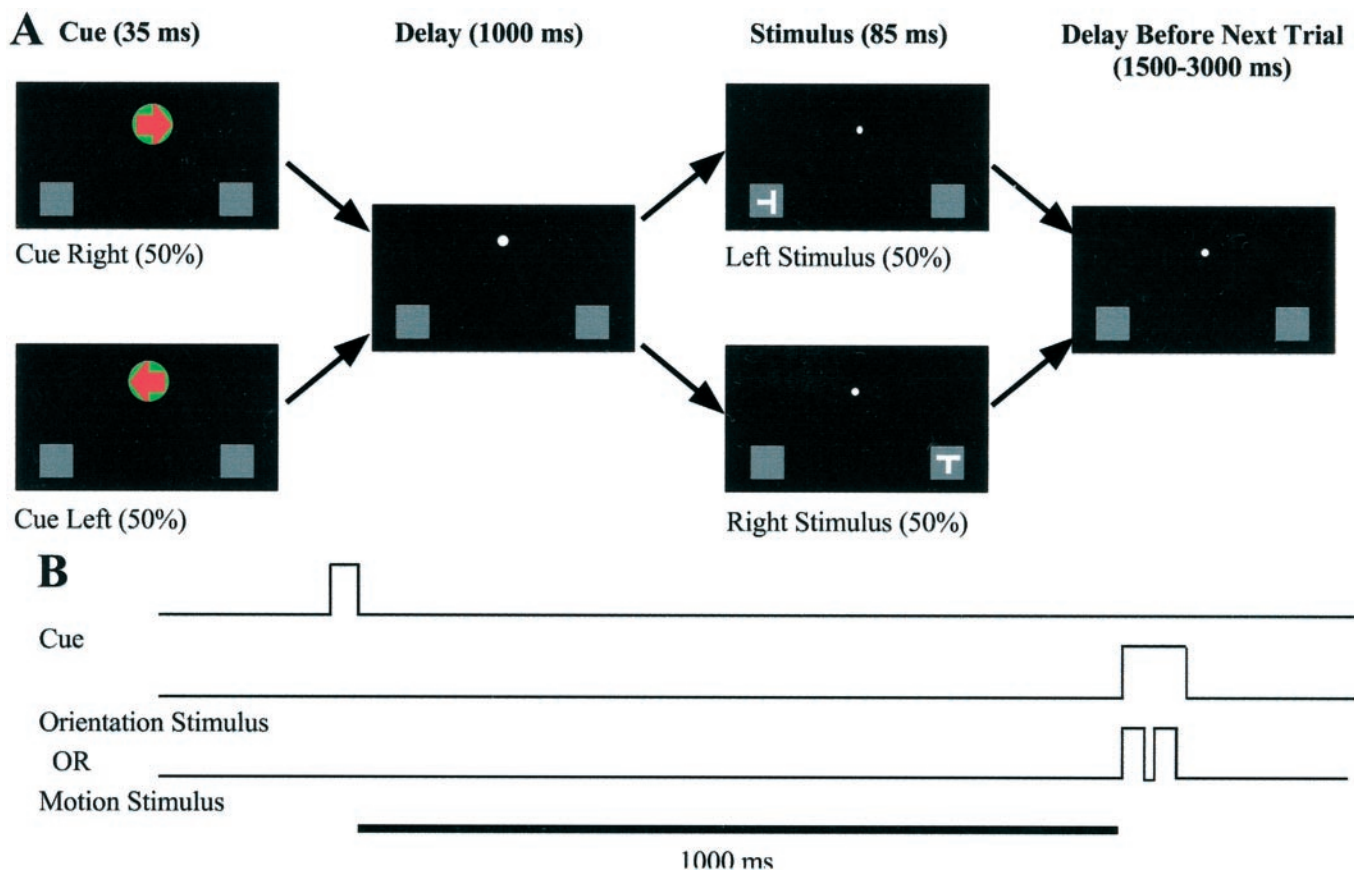 A
Cue (35 ms)
Delay (1000 ms)
Stimulus (85 ms)
Delay Before Next Trial
(1500-3000 ms)
Cue Right (50%)
Left Stimulus (50%)
Cue Left (50%)
Right Stimulus (50%)
T
T
B
Cue
Orientation Stimulus
OR
Motion Stimulus
1000 ms